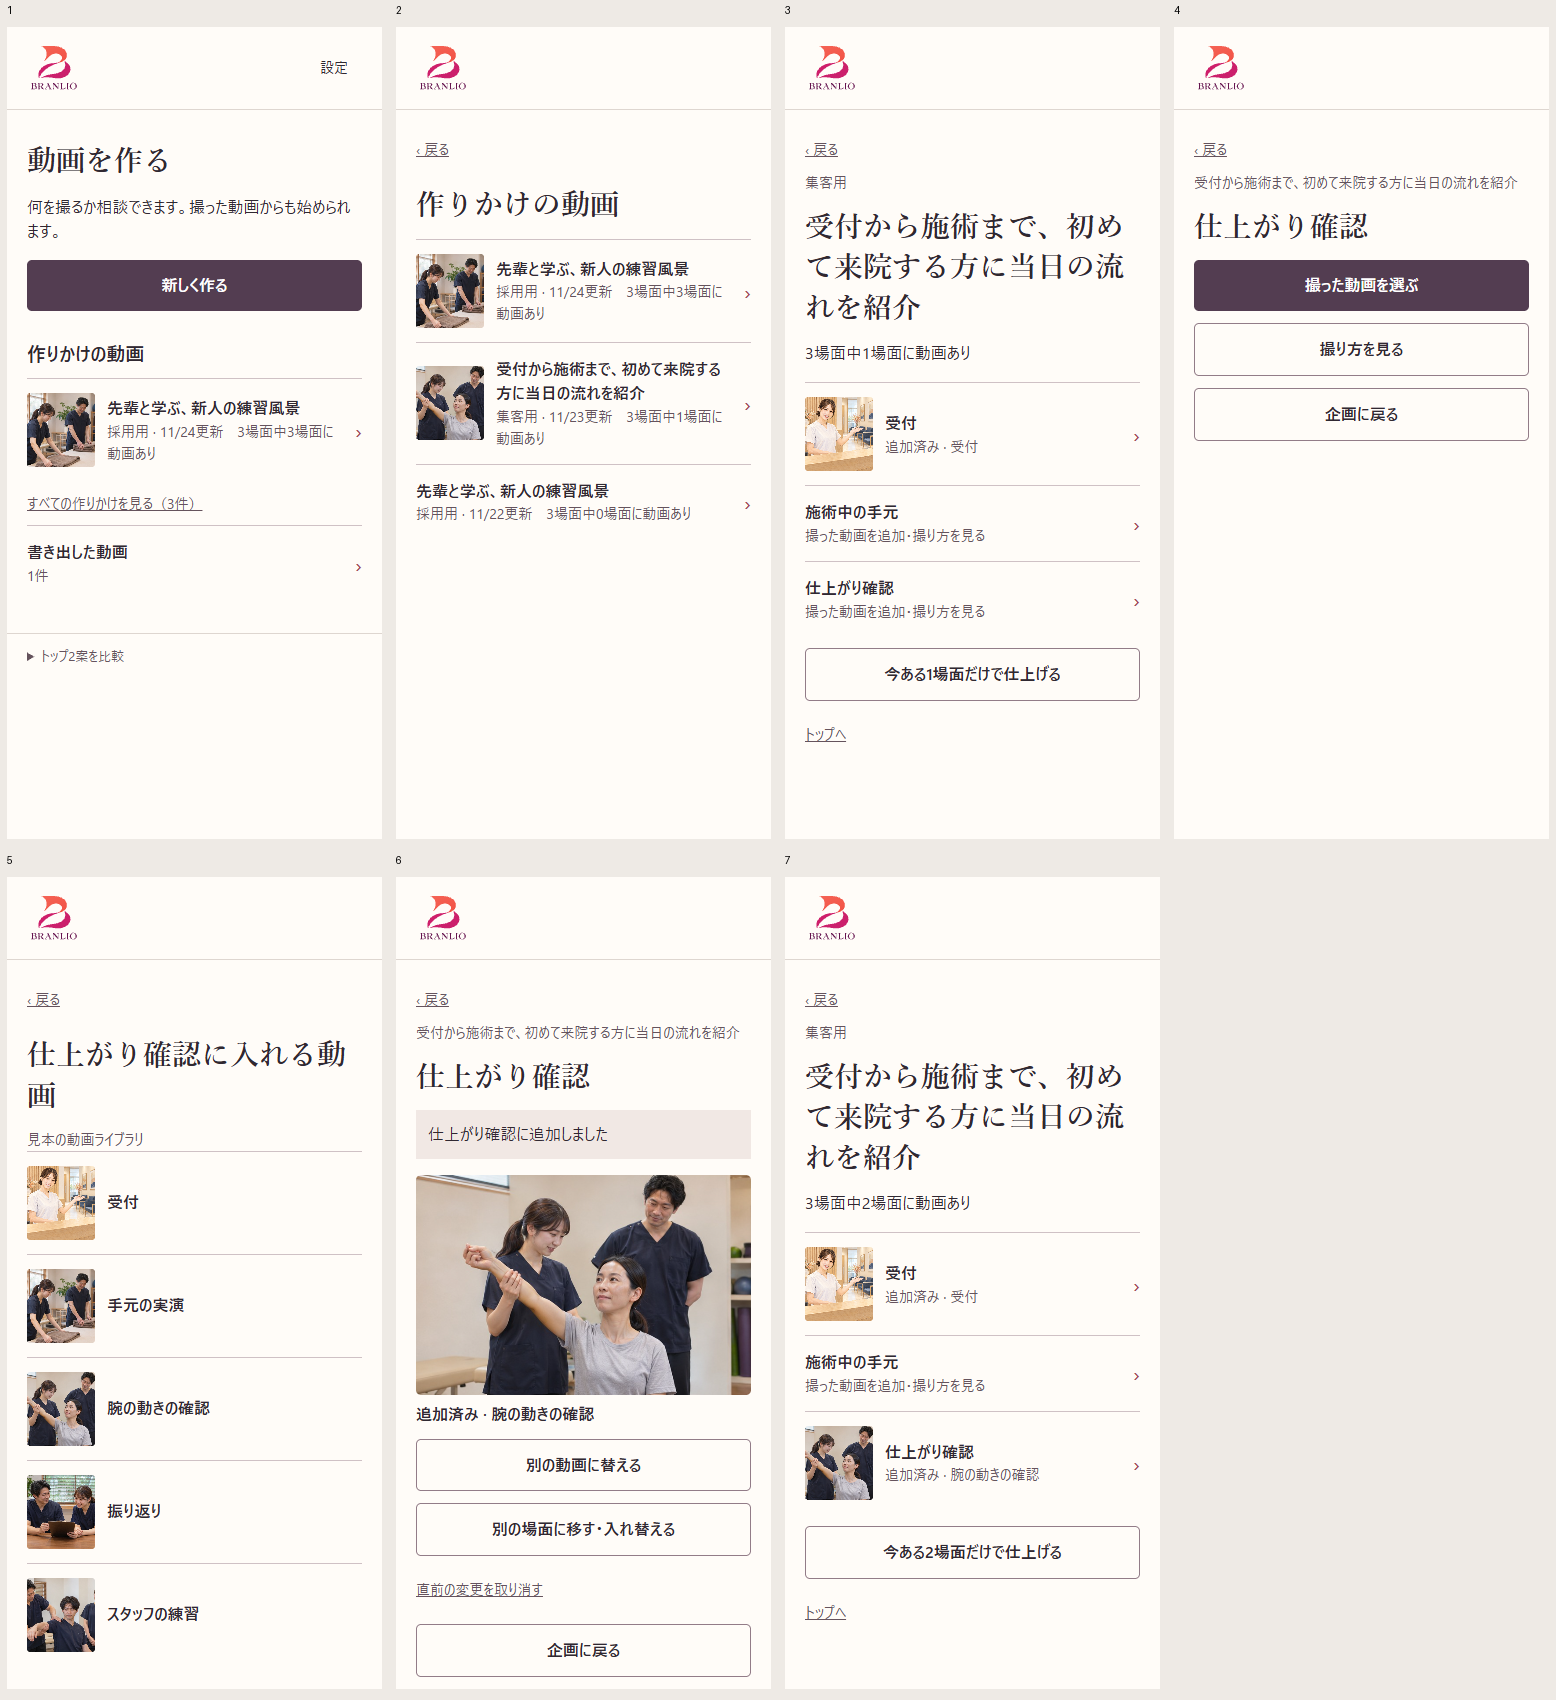 1
BRANLIO
設定
動画を作る
何を撮るか相談できます。撮った動画からも始められ
ます。
新しく作る
作りかけの動画
先輩と学ぶ、新人の練習風景
採用用 · 11/24更新　3場面中3場面に
動画あり
›
すべての作りかけを見る（3件）
書き出した動画
1件
›
▶ トップ2案を比較
2
BRANLIO
‹ 戻る
作りかけの動画
先輩と学ぶ、新人の練習風景
採用用 · 11/24更新　3場面中3場面に
動画あり
›
受付から施術まで、初めて来院する
方に当日の流れを紹介
集客用 · 11/23更新　3場面中1場面に
動画あり
›
先輩と学ぶ、新人の練習風景
採用用 · 11/22更新　3場面中0場面に動画あり
›
3
BRANLIO
‹ 戻る
集客用
受付から施術まで、初め
て来院する方に当日の流
れを紹介
3場面中1場面に動画あり
受付
追加済み · 受付
›
施術中の手元
撮った動画を追加・撮り方を見る
›
仕上がり確認
撮った動画を追加・撮り方を見る
›
今ある1場面だけで仕上げる
トップへ
4
BRANLIO
‹ 戻る
受付から施術まで、初めて来院する方に当日の流れを紹介
仕上がり確認
撮った動画を選ぶ
撮り方を見る
企画に戻る
5
BRANLIO
‹ 戻る
仕上がり確認に入れる動
画
見本の動画ライブラリ
受付
手元の実演
腕の動きの確認
振り返り
スタッフの練習
6
BRANLIO
‹ 戻る
受付から施術まで、初めて来院する方に当日の流れを紹介
仕上がり確認
仕上がり確認に追加しました
追加済み · 腕の動きの確認
別の動画に替える
別の場面に移す・入れ替える
直前の変更を取り消す
企画に戻る
7
BRANLIO
‹ 戻る
集客用
受付から施術まで、初め
て来院する方に当日の流
れを紹介
3場面中2場面に動画あり
受付
追加済み · 受付
›
施術中の手元
撮った動画を追加・撮り方を見る
›
仕上がり確認
追加済み · 腕の動きの確認
›
今ある2場面だけで仕上げる
トップへ